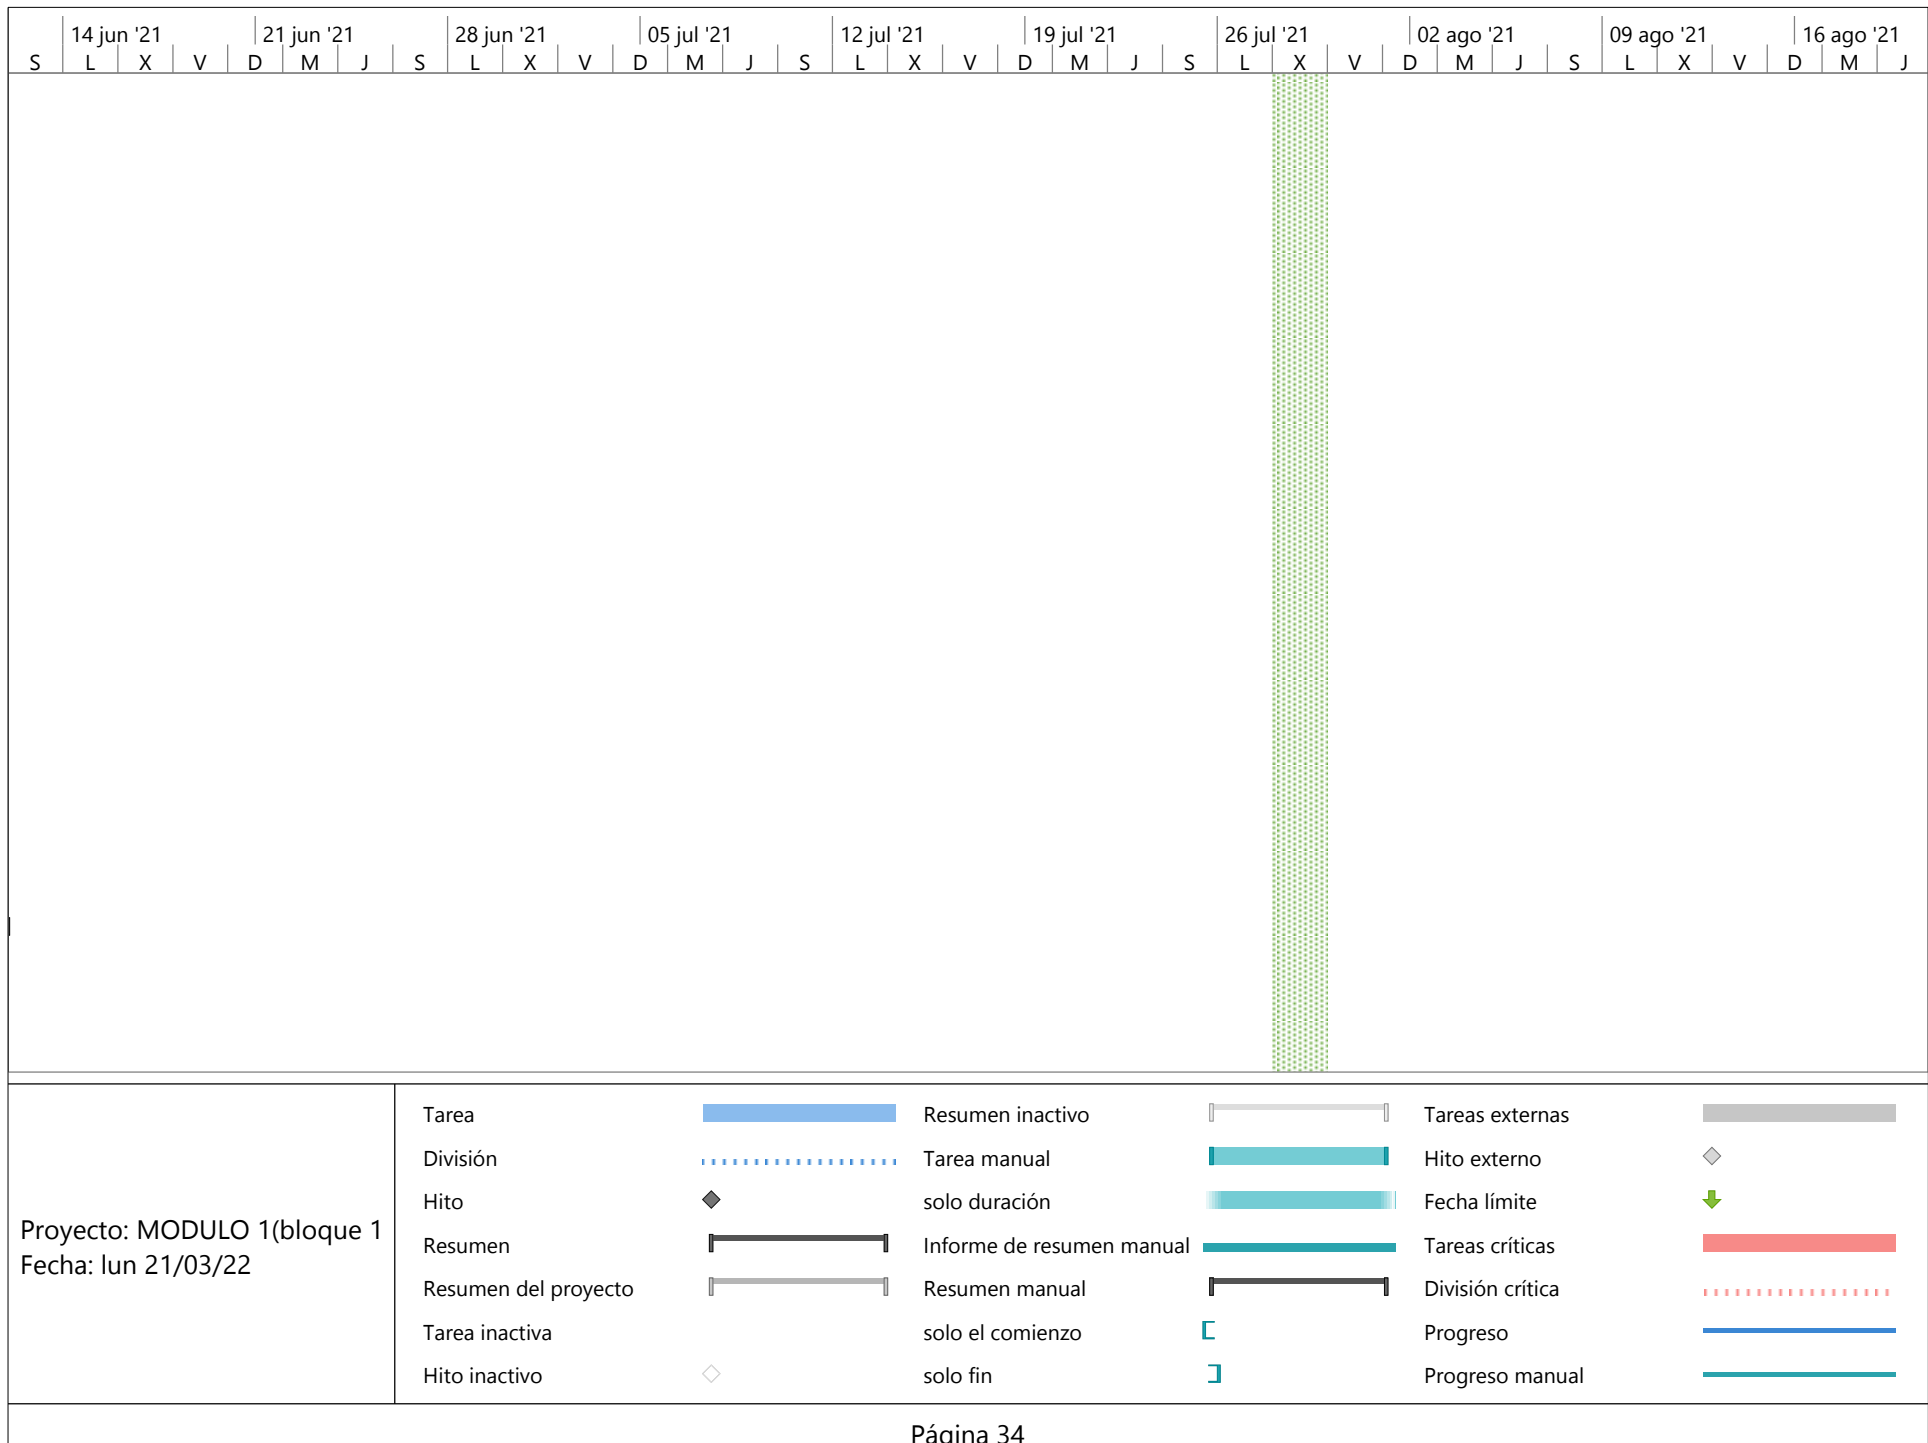 14 jun '21 21 jun '21 28 jun '21 05 jul '21 12 jul '21 19 jul '21 26 jul '21 02 ago '21 09 ago '21 16 ago '21
S L X V D M J S L X V D M J S L X V D M J S L X V D M J S L X V D M J
Proyecto: MODULO 1(bloque 1
Fecha: lun 21/03/22
Tarea
División
Hito
Resumen
Resumen del proyecto
Tarea inactiva
Hito inactivo
Resumen inactivo
Tarea manual
solo duración
Informe de resumen manual
Resumen manual
solo el comienzo
solo fin
Tareas externas
Hito externo
Fecha límite
Tareas críticas
División crítica
Progreso
Progreso manual
Página 34